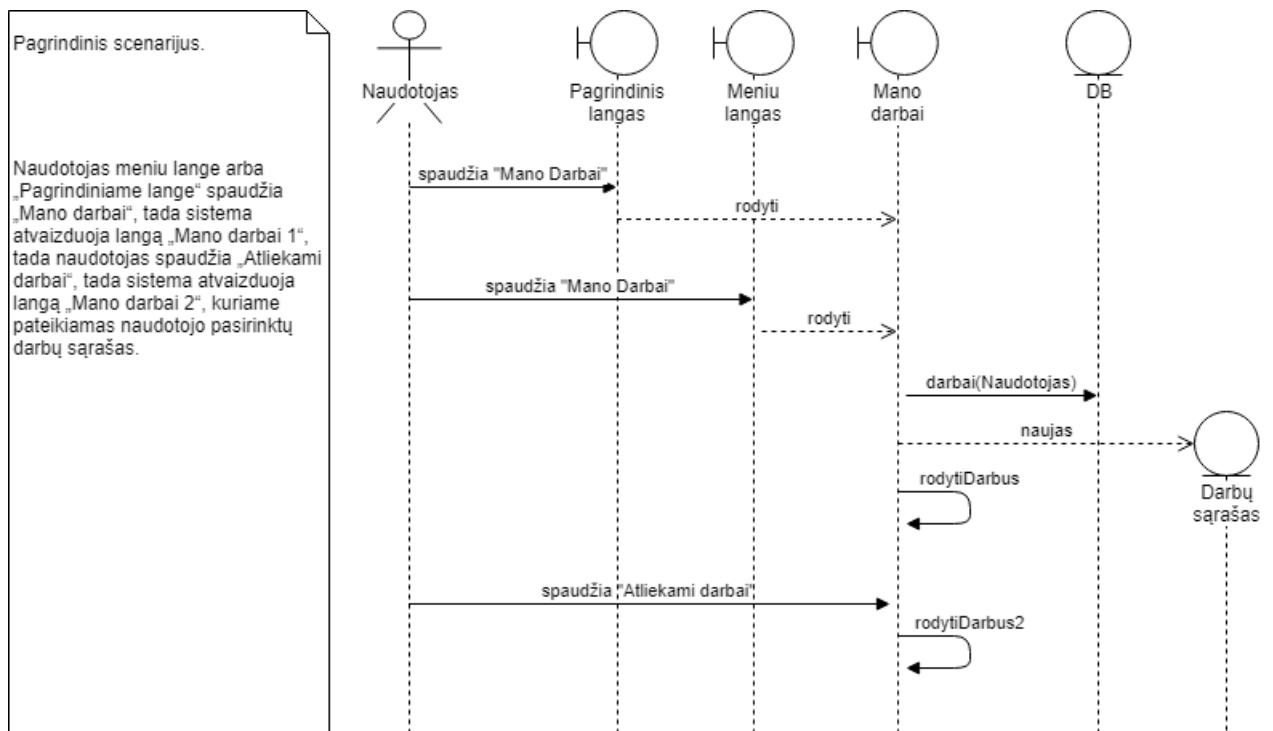 Pagrindinis scenarijus.
Naudotojas meniu lange arba
„Pagrindiniame lange“ spaudžia
„Mano darbai“, tada sistema
atvaizduoja langą „Mano darbai 1“,
tada naudotojas spaudžia „Atliekami
darbai“, tada sistema atvaizduoja
langą „Mano darbai 2“, kuriame
pateikiamas naudotojo pasirinktų
darbų sąrašas.
Naudotojas
Pagrindinis
langas
Meniu
langas
Mano
darbai
DB
spaudžia "Mano Darbai"
rodyti
spaudžia "Mano Darbai"
rodyti
darbai(Naudotojas)
naujas
Darbų
sąrašas
rodytiDarbus
spaudžia "Atliekami darbai"
rodytiDarbus2